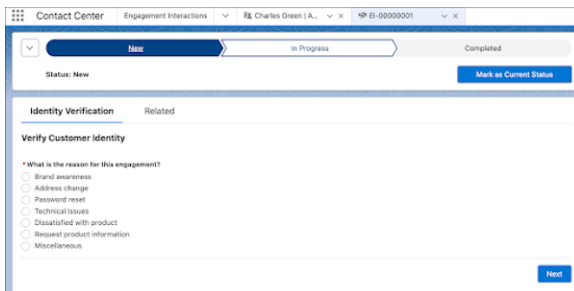 Contact Center
Engagement Interactions
Charles Green | A...
EI-00000001
New
In Progress
Completed
Status: New
Mark as Current Status
Identity Verification
Related
Verify Customer Identity
* What is the reason for this engagement?
Brand awareness
Address change
Password reset
Technical issues
Dissatisfied with product
Request product information
Miscellaneous
Next